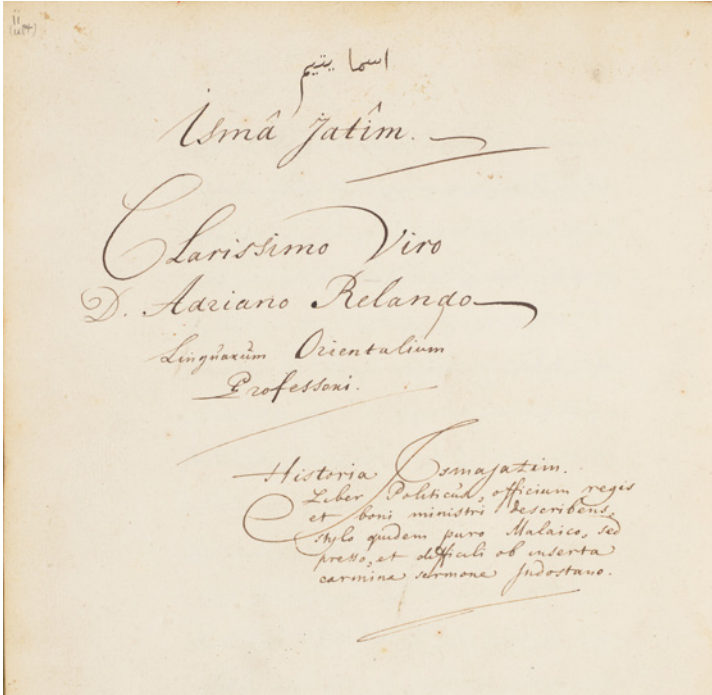 ii
اسما يتيم
Ismâ Jatîm.
Clarissimo Viro
D. Adriano Relando
Linguarum Orientalium
Professori.
Historia Ismajatim.
Liber Politicus, officium regis
et boni ministri describens,
stylo quidem puro Malaico, sed
presso, et difficili ob inserta
carmina sermone Indostano.